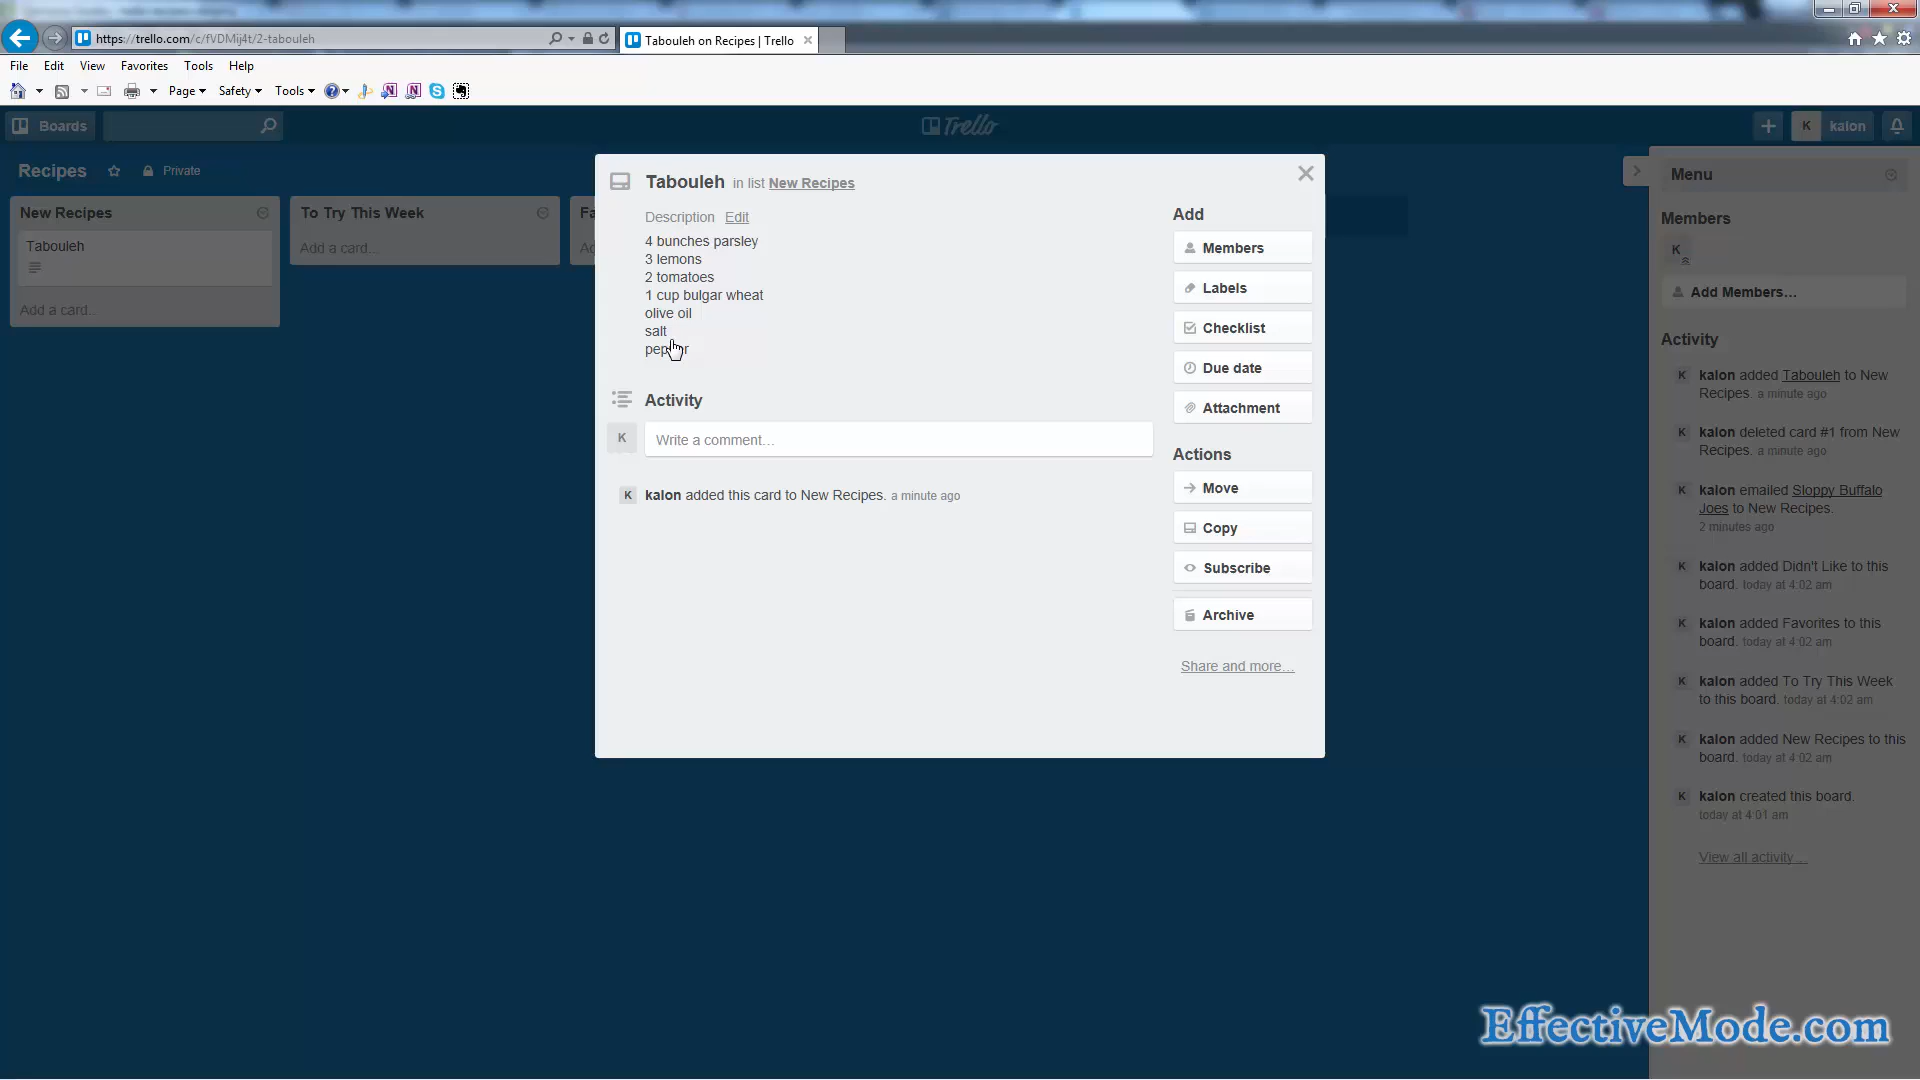 https://trello.com/c/fVDMij4t/2-tabouleh
Tabouleh on Recipes | Trello
File Edit View Favorites Tools Help
Page Safety Tools
Boards
Trello
K kalon
Recipes
Private
New Recipes
Tabouleh
Add a card..
To Try This Week
Add a card...
Tabouleh in list New Recipes
Description Edit
4 bunches parsley
3 lemons
2 tomatoes
1 cup bulgar wheat
olive oil
salt
Activity
K
Write a comment…
K kalon added this card to New Recipes. a minute ago
Add
Members
Labels
Checklist
Due date
Attachment
Actions
Move
Copy
Subscribe
Archive
Share and more…
Menu
Members
K
Add Members…
Activity
K kalon added Tabouleh to New
Recipes. a minute ago
K kalon deleted card #1 from New
Recipes. a minute ago
K kalon emailed Sloppy Buffalo
Joes to New Recipes.
2 minutes ago
K kalon added Didn't Like to this
board. today at 4:02 am
K kalon added Favorites to this
board. today at 4:02 am
K kalon added To Try This Week
to this board. today at 4:02 am
K kalon added New Recipes to this
board. today at 4:02 am
K kalon created this board.
today at 4:01 am
View all activity…
EffectiveMode.com